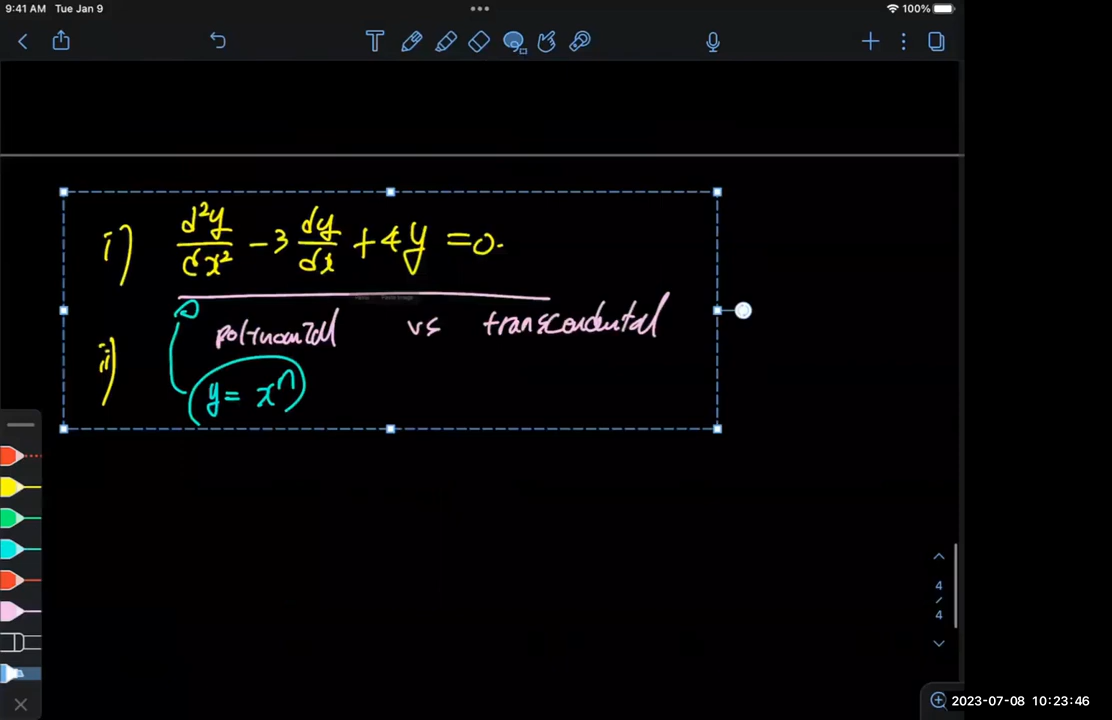 9:41 AM Tue Jan 9
100%
i) d²y/dx² - 3 dy/dx + 4y = 0.
polynomial vs transcendental
ii)
y = xⁿ
4
4
2023-07-08 10:23:46